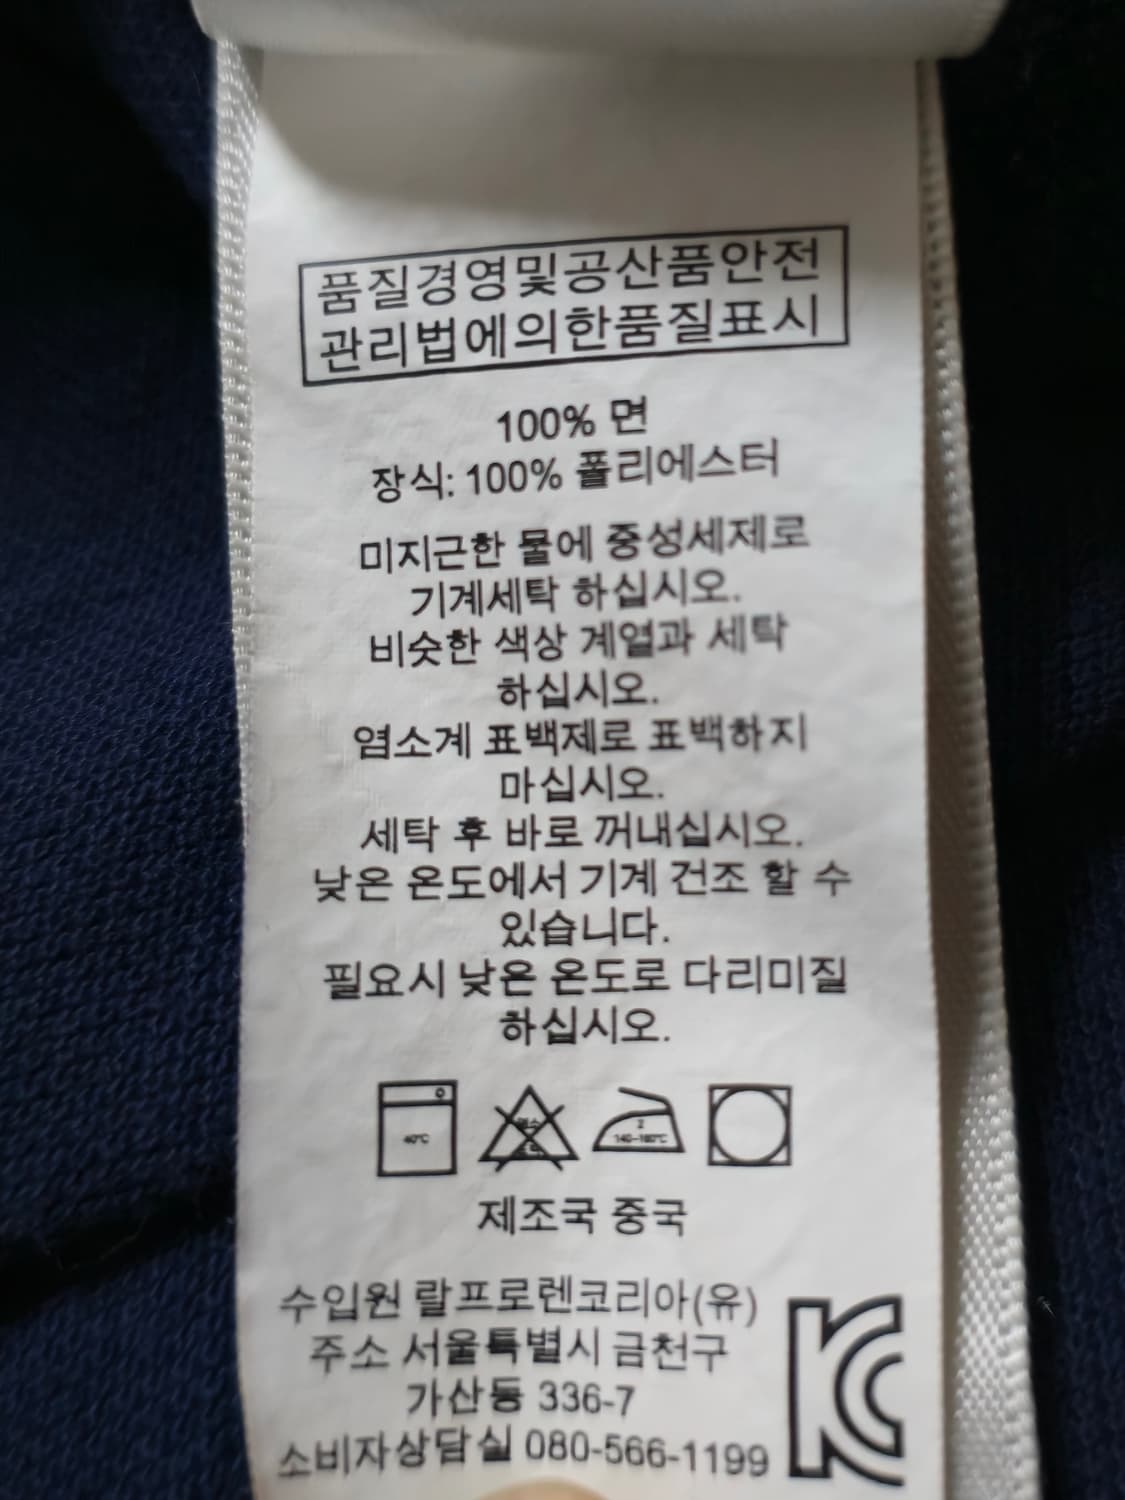 품질경영및공산품안전
관리법에의한품질표시
100% 면
장식: 100% 폴리에스터
미지근한 물에 중성세제로
기계세탁 하십시오.
비슷한 색상 계열과 세탁
하십시오.
염소계 표백제로 표백하지
마십시오.
세탁 후 바로 꺼내십시오.
낮은 온도에서 기계 건조 할 수
있습니다.
필요시 낮은 온도로 다리미질
하십시오.
40℃
2
140~160℃
제조국 중국
수입원 랄프로렌코리아(유)
주소 서울특별시 금천구
가산동 336-7
소비자상담실 080-566-1199
KC